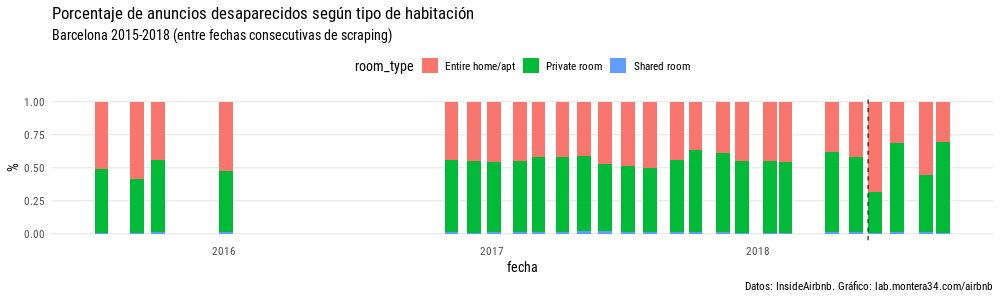 Porcentaje de anuncios desaparecidos según tipo de habitación
Barcelona 2015-2018 (entre fechas consecutivas de scraping)
room_type Entire home/apt Private room Shared room
1.00
0.75
0.50
0.25
0.00
%
2016 2017 2018
fecha
Datos: InsideAirbnb. Gráfico: lab.montera34.com/airbnb